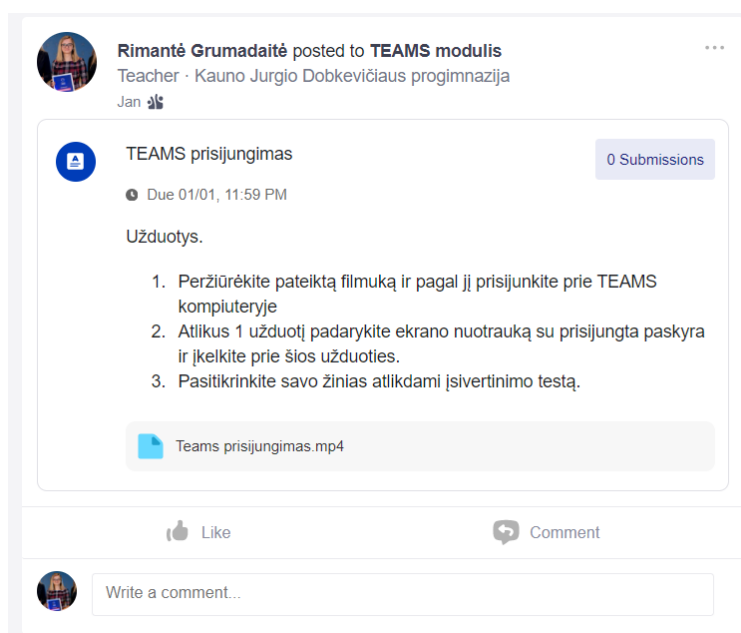 Rimantė Grumadaitė posted to TEAMS modulis
Teacher · Kauno Jurgio Dobkevičiaus progimnazija
Jan
TEAMS prisijungimas
0 Submissions
Due 01/01, 11:59 PM
Užduotys.
1. Peržiūrėkite pateiktą filmuką ir pagal jį prisijunkite prie TEAMS
kompiuteryje
2. Atlikus 1 užduotį padarykite ekrano nuotrauką su prisijungta paskyra
ir įkelkite prie šios užduoties.
3. Pasitikrinkite savo žinias atlikdami įsivertinimo testą.
Teams prisijungimas.mp4
Like
Comment
Write a comment...